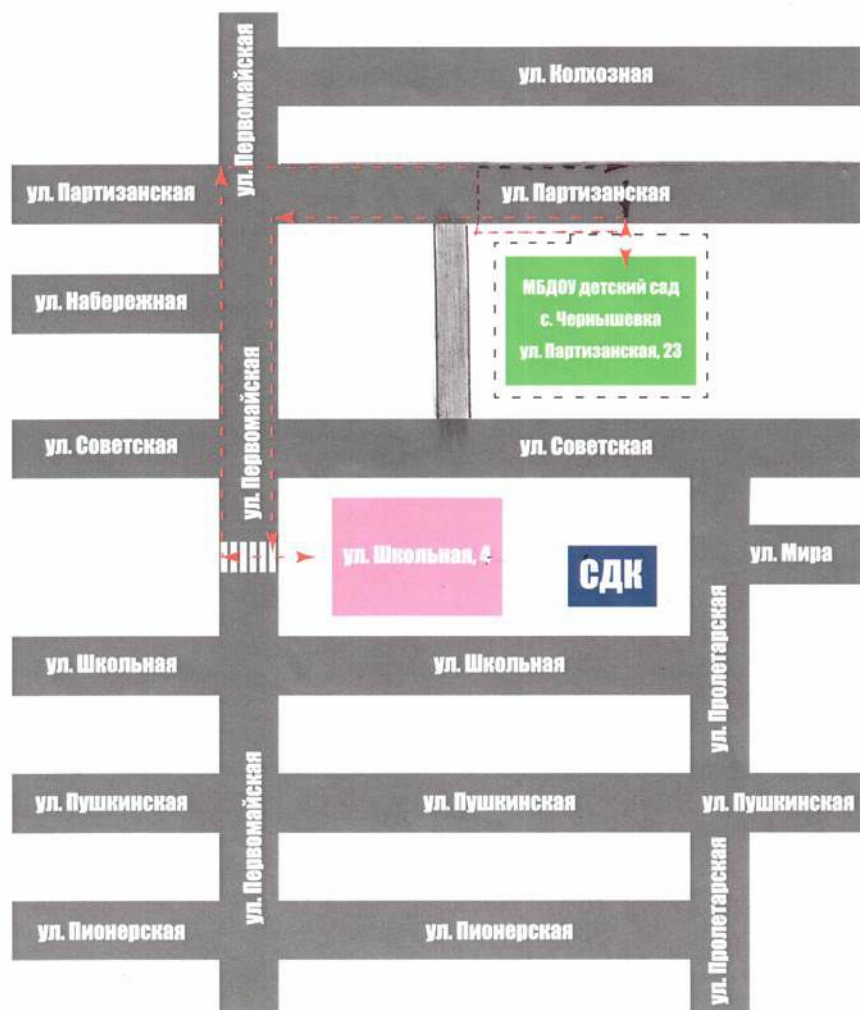 ул. Первомайская
ул. Колхозная
ул. Партизанская
ул. Партизанская
ул. Набережная
МБДОУ детский сад
с. Чернышевка
ул. Партизанская, 23
ул. Первомайская
ул. Советская
ул. Советская
ул. Школьная, 4
СДК
ул. Мира
ул. Школьная
ул. Школьная
ул. Пролетарская
ул. Пушкинская
ул. Пушкинская
ул. Пушкинская
ул. Первомайская
ул. Пионерская
ул. Пионерская
ул. Пролетарская